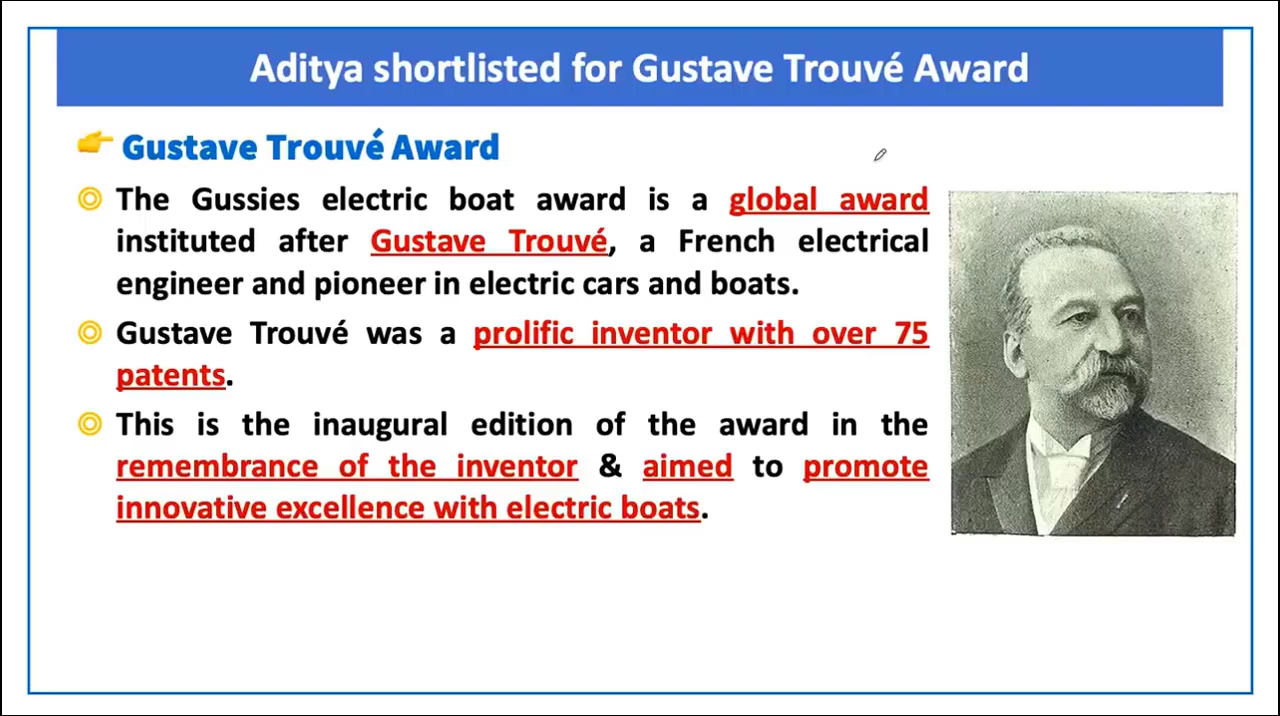 Aditya shortlisted for Gustave Trouvé Award
Gustave Trouvé Award
The Gussies electric boat award is a global award
instituted after Gustave Trouvé, a French electrical
engineer and pioneer in electric cars and boats.
Gustave Trouvé was a prolific inventor with over 75
patents.
This is the inaugural edition of the award in the
remembrance of the inventor & aimed to promote
innovative excellence with electric boats.